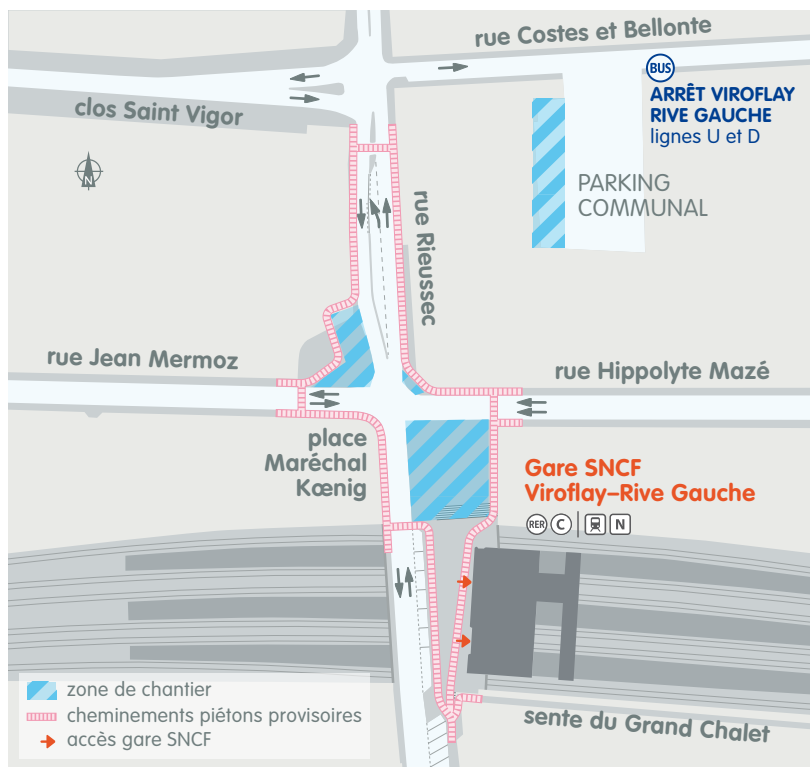 rue Costes et Bellonte
BUS
ARRÊT VIROFLAY
RIVE GAUCHE
lignes U et D
clos Saint Vigor
N
PARKING
COMMUNAL
rue Rieussec
rue Jean Mermoz
rue Hippolyte Mazé
place
Maréchal
Kœnig
Gare SNCF
Viroflay–Rive Gauche
RER C N
zone de chantier
cheminements piétons provisoires
accès gare SNCF
sente du Grand Chalet